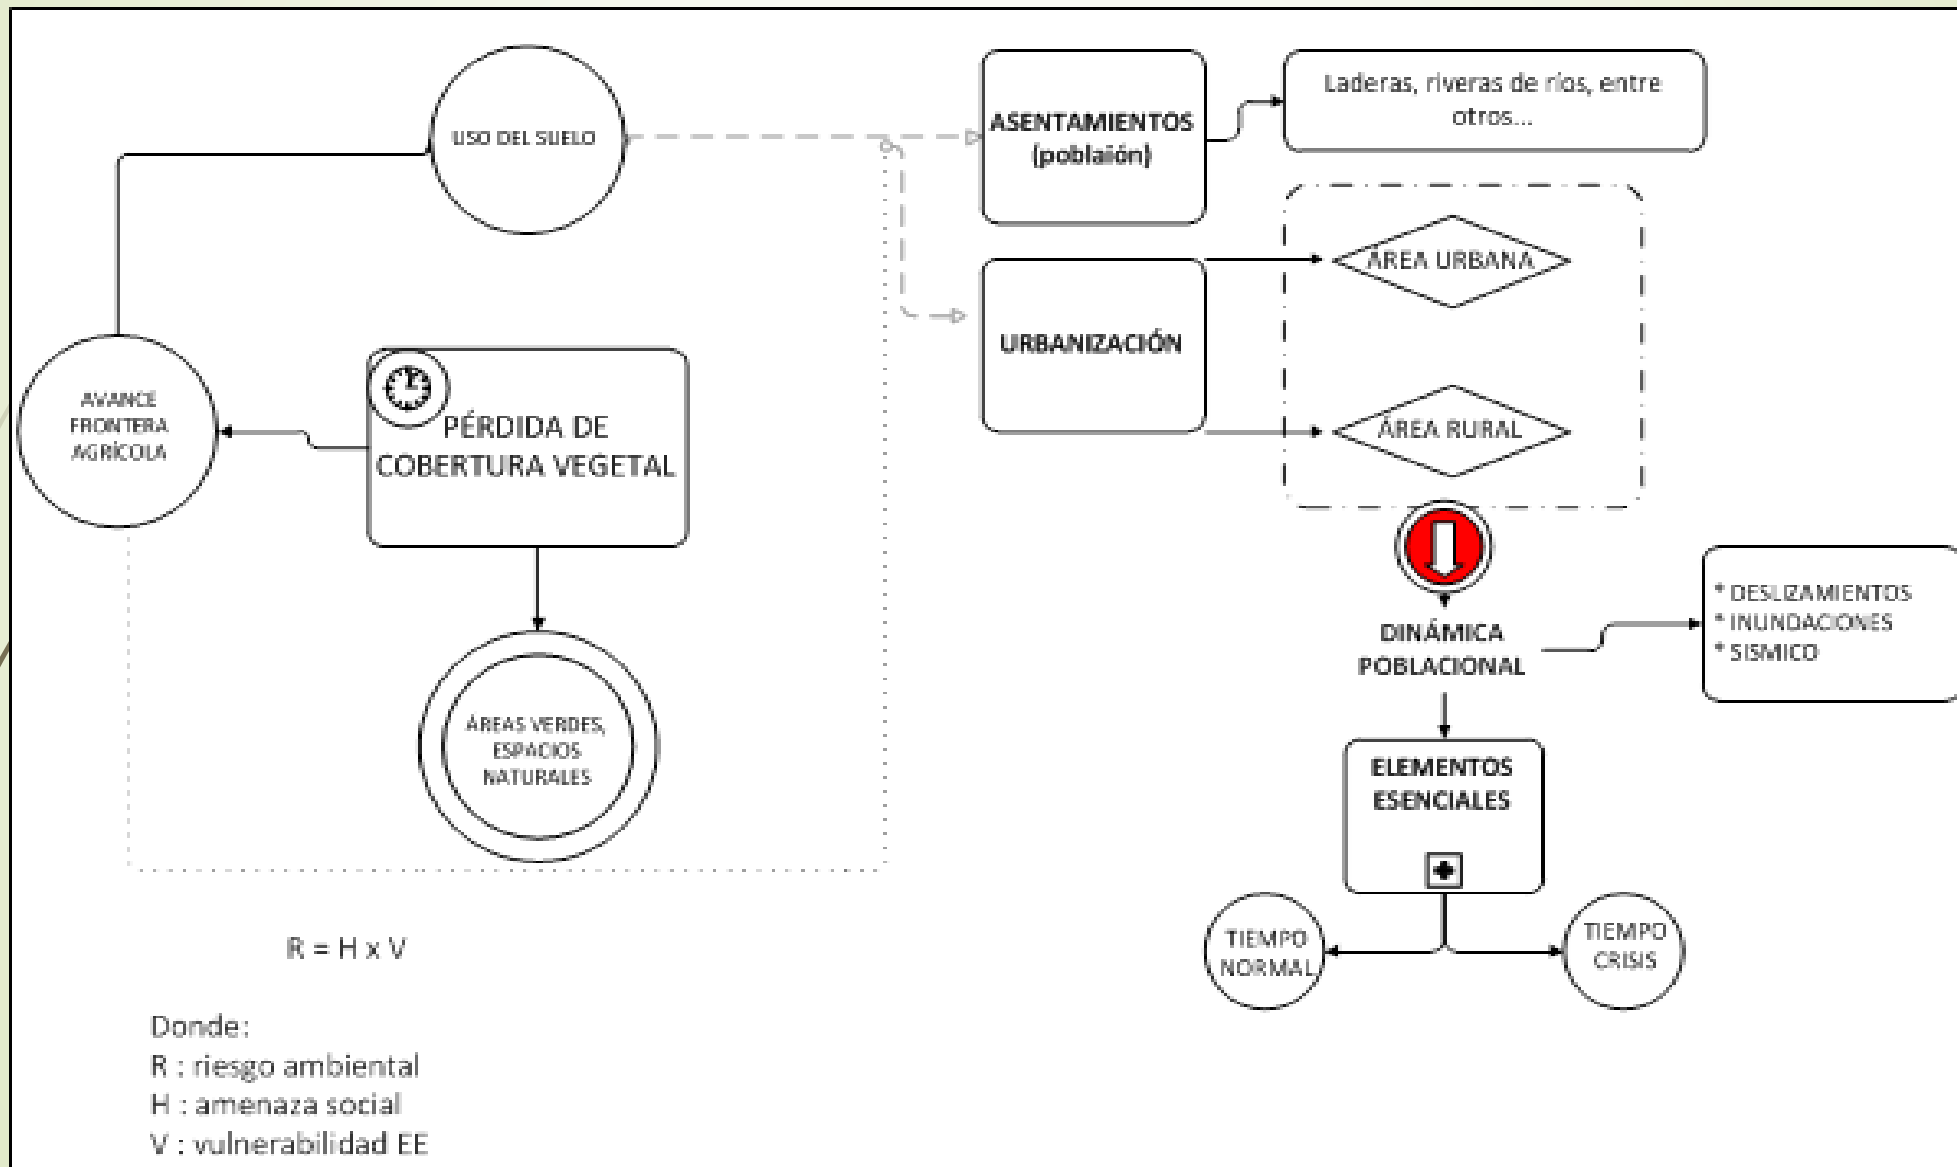 USO DEL SUELO
ASENTAMIENTOS
(poblaión)
Laderas, riveras de ríos, entre
otros...
ÁREA URBANA
URBANIZACIÓN
ÁREA RURAL
AVANCE
FRONTERA
AGRÍCOLA
PÉRDIDA DE
COBERTURA VEGETAL
ÁREAS VERDES,
ESPACIOS
NATURALES
DINÁMICA
POBLACIONAL
* DESLIZAMIENTOS
* INUNDACIONES
* SISMICO
ELEMENTOS
ESENCIALES
TIEMPO
NORMAL
TIEMPO
CRISIS
R = H x V
Donde:
R : riesgo ambiental
H : amenaza social
V : vulnerabilidad EE